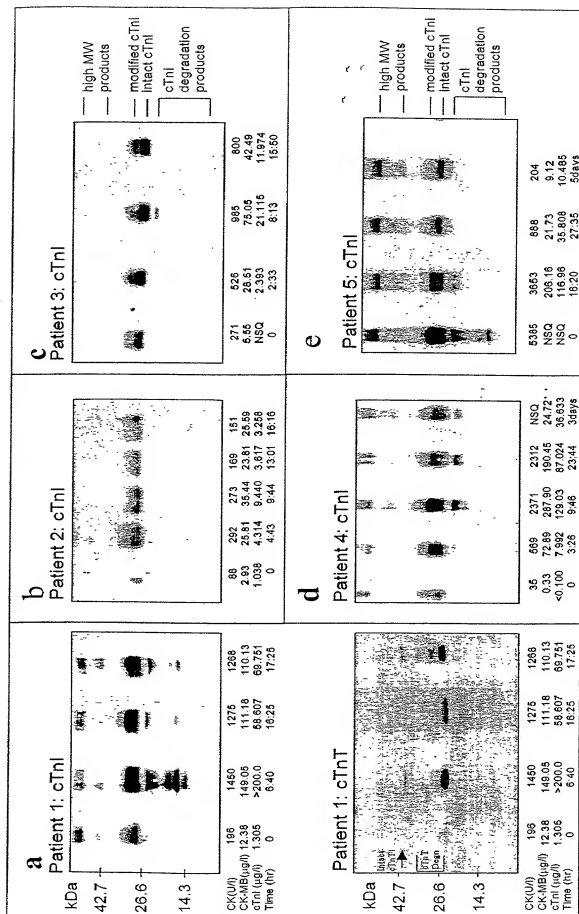 a
Patient 1: cTnI
kDa
42.7
26.6
14.3
CK(U/l) 196 1450 1275 1268
CK-MB(µg/l) 12.38 149.05 111.18 110.13
cTnI (µg/l) 1.305 >200.0 58.607 69.751
Time (hr) 0 6:40 16:25 17:25
b
Patient 2: cTnI
88 292 273 169 151
2.93 25.81 35.44 23.81 25.59
1.038 4.314 9.440 3.617 3.258
0 4:43 9:44 13:01 16:16
c
Patient 3: cTnI
high MW
products
modified cTnI
intact cTnI
cTnI
degradation
products
271 526 985 800
5.55 28.51 75.05 42.49
NSQ 2.393 21.115 11.974
0 2:33 8:13 15:50
Patient 1: cTnT
kDa
42.7
26.6
14.3
Intact
cTnT
cTnT
Degn
CK(U/l) 196 1450 1275 1268
CK-MB(µg/l) 12.38 149.05 111.18 110.13
cTnI (µg/l) 1.305 >200.0 58.607 69.751
Time (hr) 0 6:40 16:25 17:25
d
Patient 4: cTnI
35 569 2371 2312 NSQ
0.33 72.89 287.90 190.45 24.72**
<0.100 7.992 129.03 87.024 36.633
0 3:26 9:46 23:44 3days
e
Patient 5: cTnI
high MW
products
modified cTnI
intact cTnI
cTnI
degradation
products
5385 3653 888 204
NSQ 206.16 21.73 9.12
NSQ 116.96 35.808 10.485
0 16:20 27:35 5days